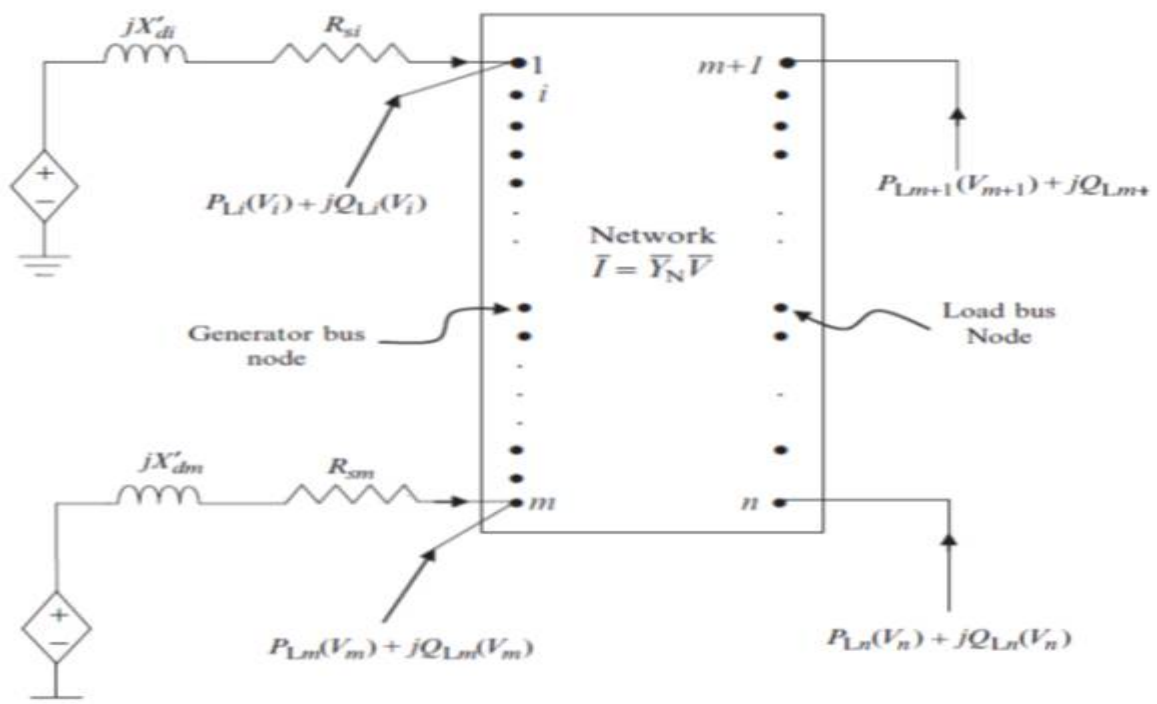 jX′di
Rsi
1
i
m+1
PLi(Vi) + jQLi(Vi)
PLm+1(Vm+1) + jQLm+
Network
Ī = ȲN V̄
Generator bus
node
Load bus
Node
jX′dm
Rsm
m
n
PLm(Vm) + jQLm(Vm)
PLn(Vn) + jQLn(Vn)
+
−
+
−